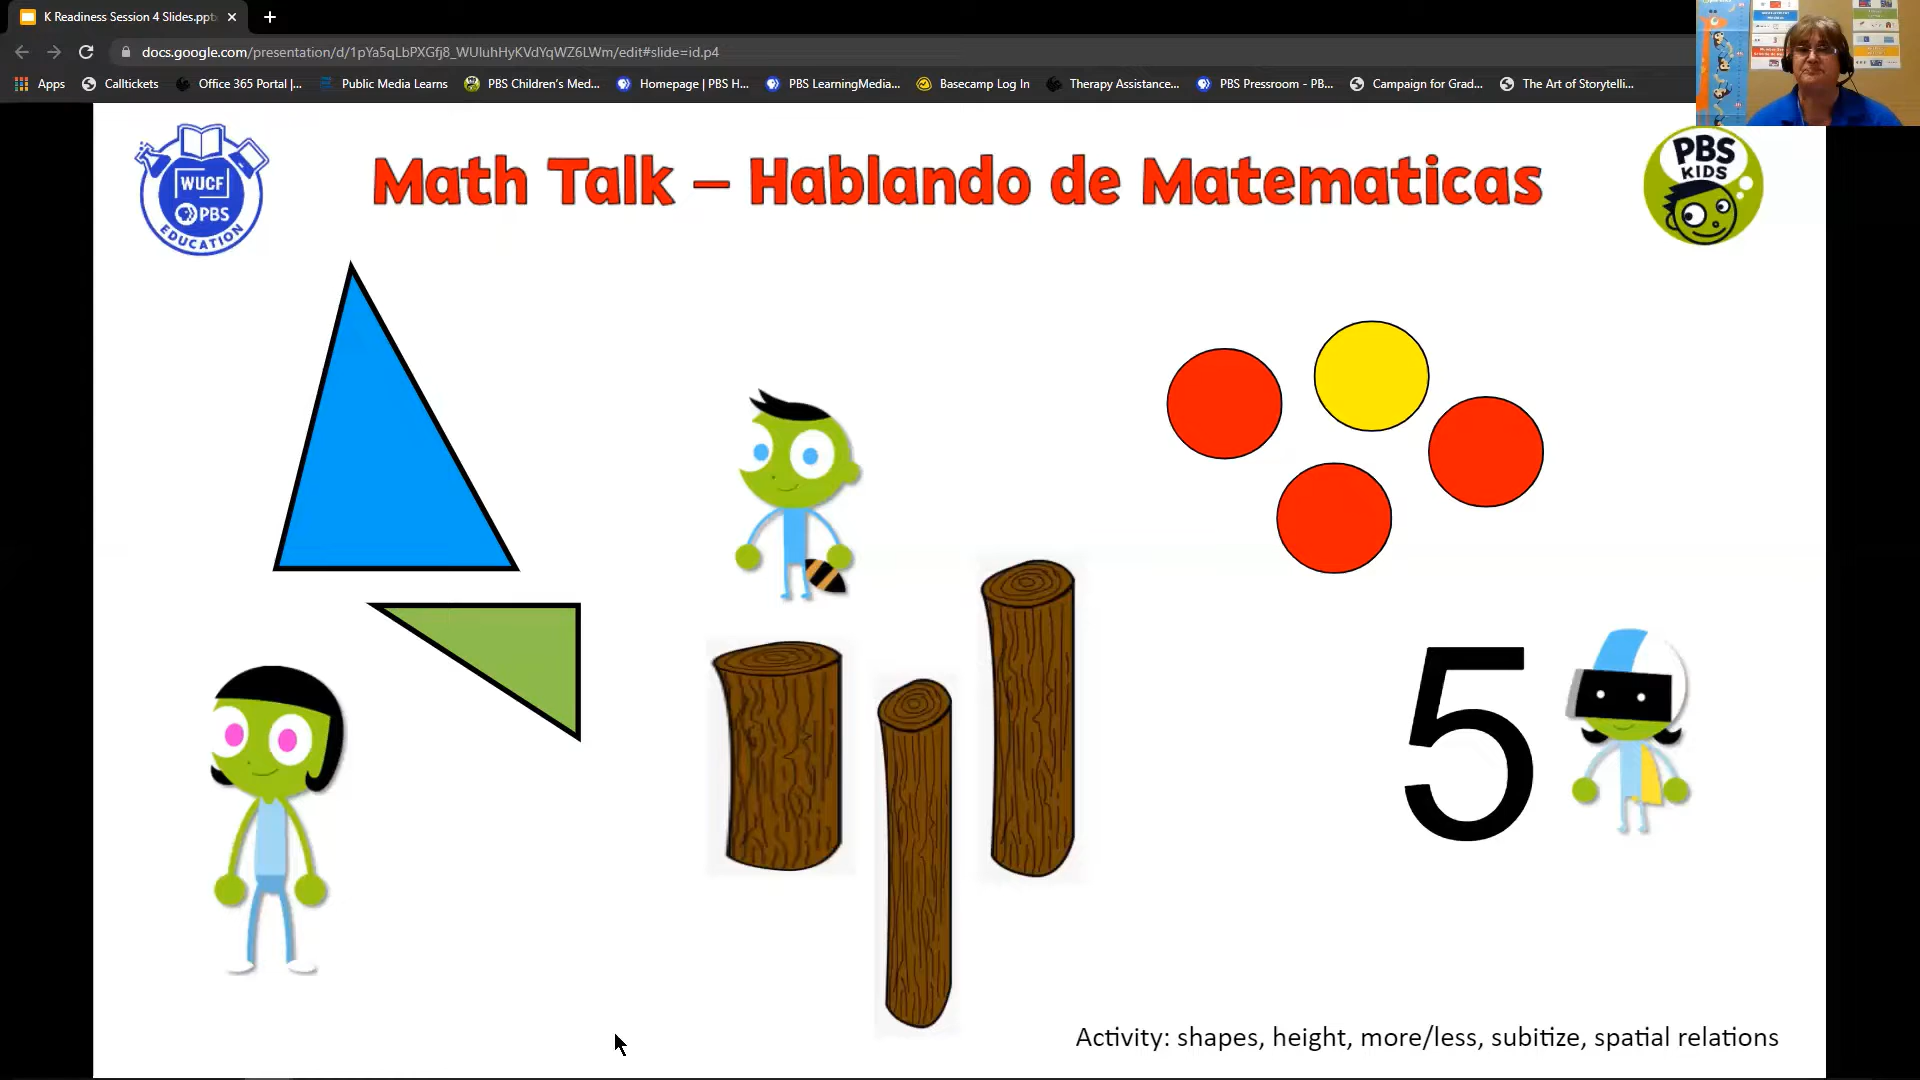 K Readiness Session 4 Slides.ppt
docs.google.com/presentation/d/1pYa5qLbPXGfj8_WUluhHyKVdYqWZ6LWm/edit#slide=id.p4
Apps
Calltickets
Office 365 Portal |...
Public Media Learns
PBS Children's Med...
Homepage | PBS H...
PBS LearningMedia...
Basecamp Log In
Therapy Assistance...
PBS Pressroom - PB...
Campaign for Grad...
The Art of Storytelli...
WUCF
PBS
EDUCATION
Math Talk – Hablando de Matematicas
PBS
KIDS
5
Activity: shapes, height, more/less, subitize, spatial relations